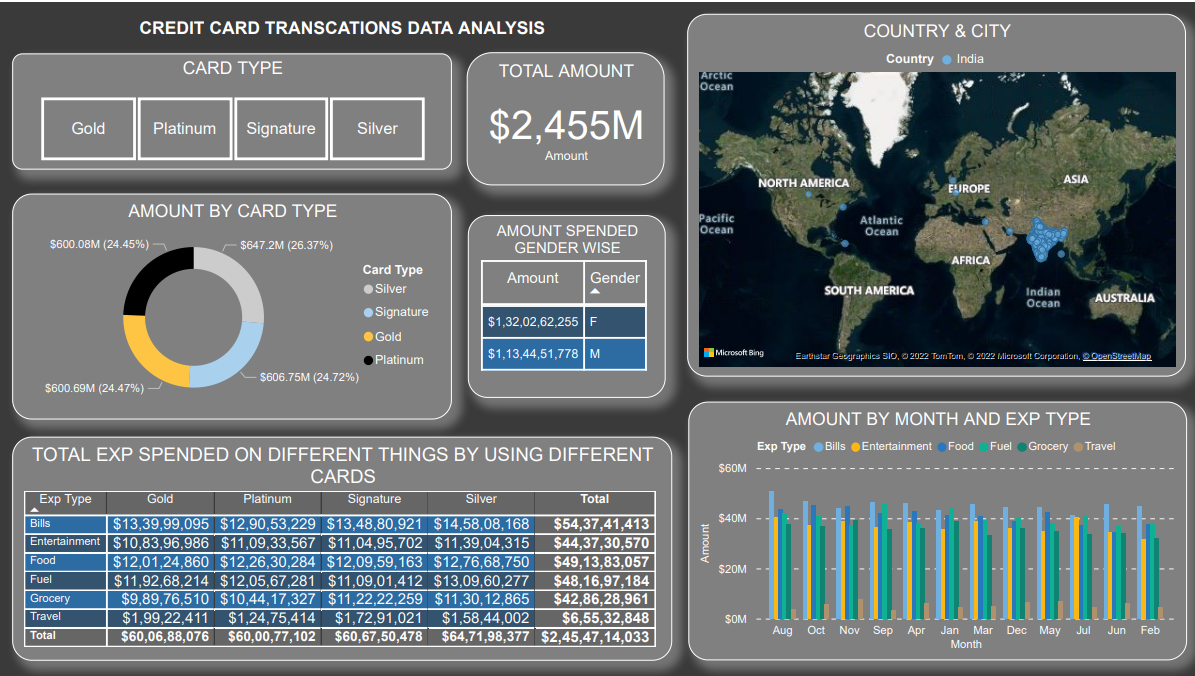 CREDIT CARD TRANSCATIONS DATA ANALYSIS
CARD TYPE
Gold
Platinum
Signature
Silver
TOTAL AMOUNT
$2,455M
Amount
COUNTRY & CITY
Country India
Arctic
Ocean
NORTH AMERICA
EUROPE
ASIA
Pacific
Ocean
Atlantic
Ocean
AFRICA
SOUTH AMERICA
Indian
Ocean
AUSTRALIA
Microsoft Bing
Earthstar Geographics SIO, © 2022 TomTom, © 2022 Microsoft Corporation, © OpenStreetMap
AMOUNT BY CARD TYPE
$600.08M (24.45%)
$647.2M (26.37%)
$600.69M (24.47%)
$606.75M (24.72%)
Card Type
Silver
Signature
Gold
Platinum
AMOUNT SPENDED
GENDER WISE
Amount Gender
$1,32,02,62,255 F
$1,13,44,51,778 M
TOTAL EXP SPENDED ON DIFFERENT THINGS BY USING DIFFERENT
CARDS
Exp Type Gold Platinum Signature Silver Total
Bills $13,39,99,095 $12,90,53,229 $13,48,80,921 $14,58,08,168 $54,37,41,413
Entertainment $10,83,96,986 $11,09,33,567 $11,04,95,702 $11,39,04,315 $44,37,30,570
Food $12,01,24,860 $12,26,30,284 $12,09,59,163 $12,76,68,750 $49,13,83,057
Fuel $11,92,68,214 $12,05,67,281 $11,09,01,412 $13,09,60,277 $48,16,97,184
Grocery $9,89,76,510 $10,44,17,327 $11,22,22,259 $11,30,12,865 $42,86,28,961
Travel $1,99,22,411 $1,24,75,414 $1,72,91,021 $1,58,44,002 $6,55,32,848
Total $60,06,88,076 $60,00,77,102 $60,67,50,478 $64,71,98,377 $2,45,47,14,033
AMOUNT BY MONTH AND EXP TYPE
Exp Type Bills Entertainment Food Fuel Grocery Travel
$60M
$40M
$20M
$0M
Amount
Aug Oct Nov Sep Apr Jan Mar Dec May Jul Jun Feb
Month